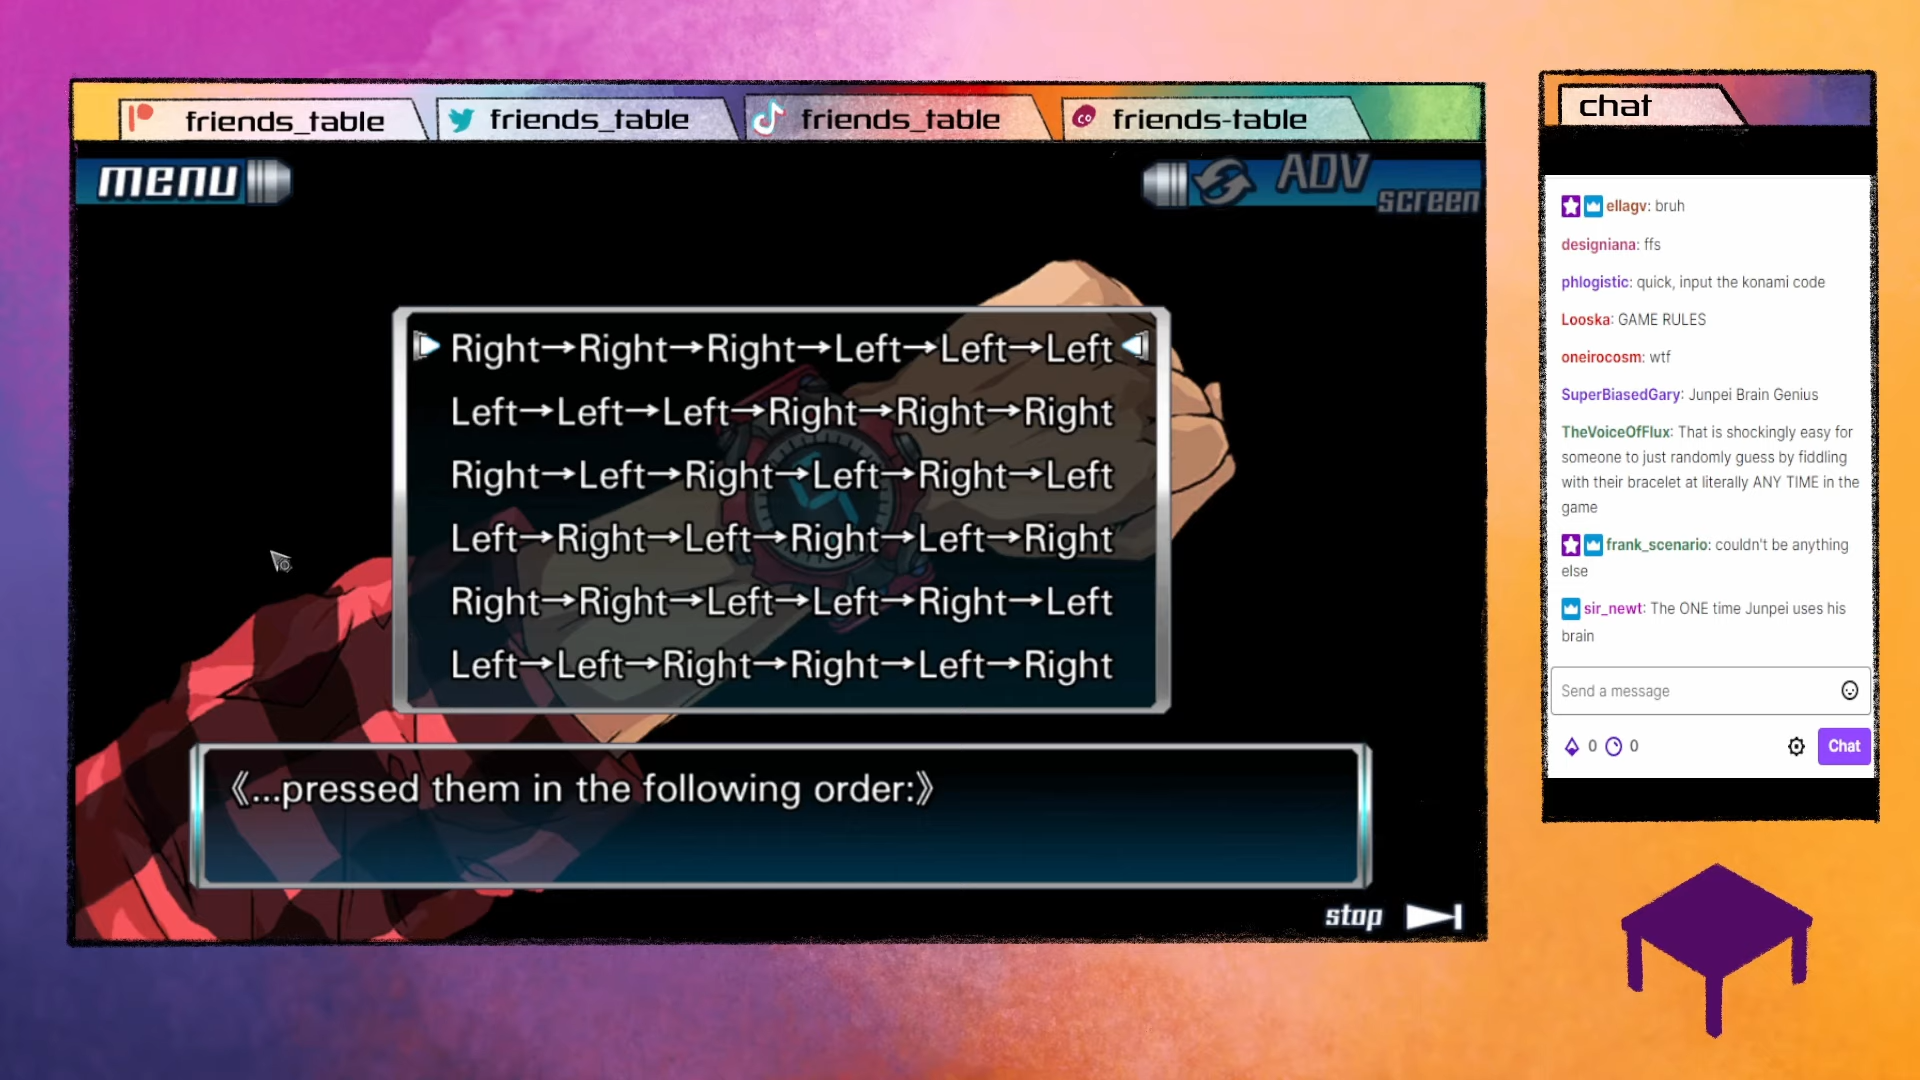 friends_table
friends_table
friends_table
friends-table
menu
ADV
screen
Right→Right→Right→Left→Left→Left
Left→Left→Left→Right→Right→Right
Right→Left→Right→Left→Right→Left
Left→Right→Left→Right→Left→Right
Right→Right→Left→Left→Right→Left
Left→Left→Right→Right→Left→Right
《...pressed them in the following order:》
stop
chat
ellagv: bruh
designiana: ffs
phlogistic: quick, input the konami code
Looska: GAME RULES
oneirocosm: wtf
SuperBiasedGary: Junpei Brain Genius
TheVoiceOfFlux: That is shockingly easy for
someone to just randomly guess by fiddling
with their bracelet at literally ANY TIME in the
game
frank_scenario: couldn't be anything
else
sir_newt: The ONE time Junpei uses his
brain
Send a message
0 0
Chat